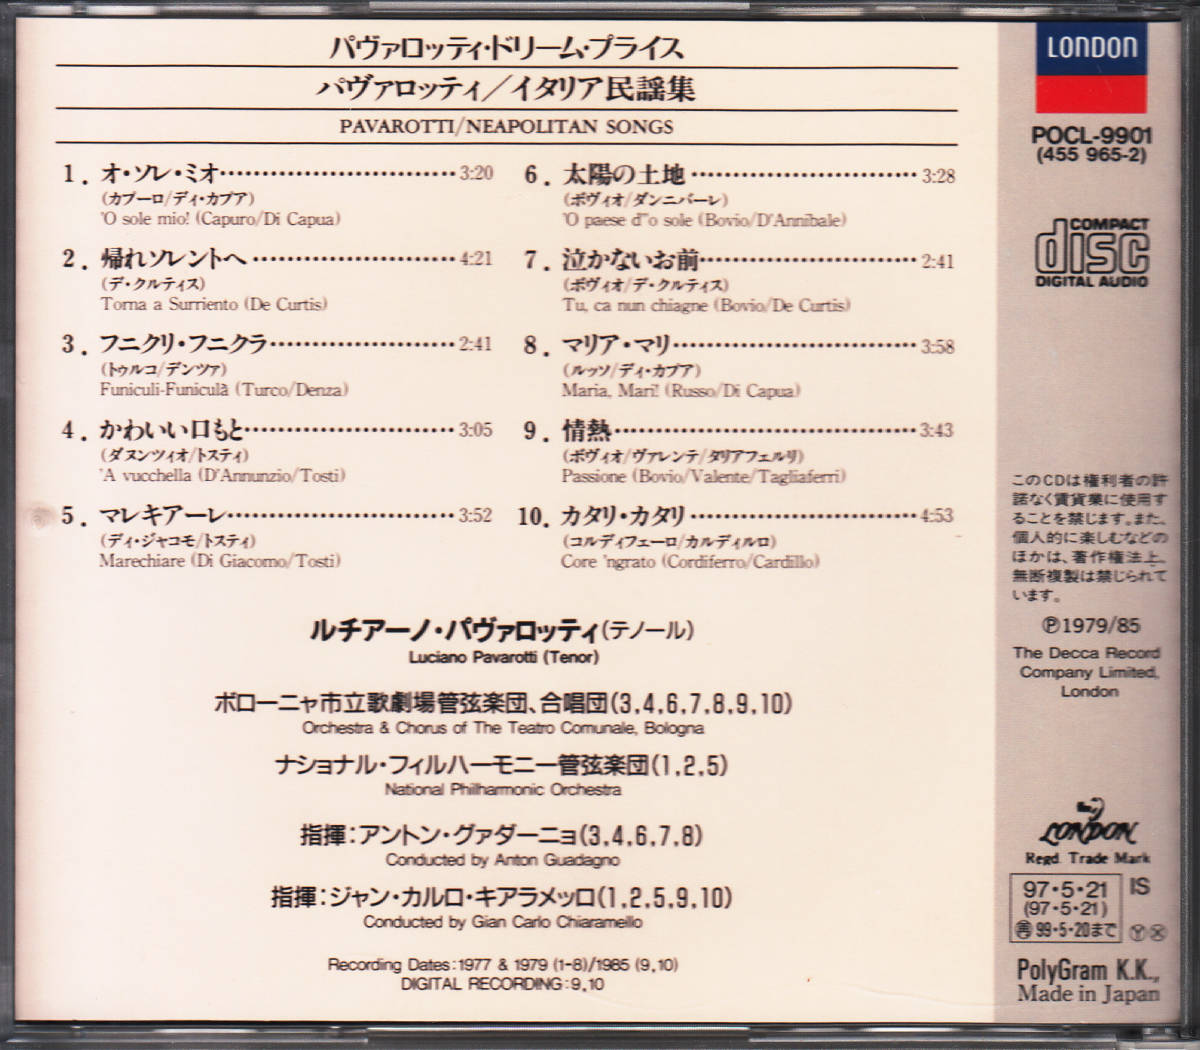 パヴァロッティ・ドリーム・プライス
パヴァロッティ/イタリア民謡集
PAVAROTTI/NEAPOLITAN SONGS
1. オ・ソレ・ミオ 3:20
(カプーロ/ディ・カプア)
'O sole mio! (Capuro/Di Capua)
2. 帰れソレントへ 4:21
(デ・クルティス)
Torna a Surriento (De Curtis)
3. フニクリ・フニクラ 2:41
(トゥルコ/デンツァ)
Funiculì-Funiculà (Turco/Denza)
4. かわいい口もと 3:05
(ダヌンツィオ/トスティ)
'A vucchella (D'Annunzio/Tosti)
5. マレキアーレ 3:52
(ディ・ジャコモ/トスティ)
Marechiare (Di Giacomo/Tosti)
6. 太陽の土地 3:28
(ボヴィオ/ダンニバーレ)
'O paese d"o sole (Bovio/D'Annibale)
7. 泣かないお前 2:41
(ボヴィオ/デ・クルティス)
Tu, ca nun chiagne (Bovio/De Curtis)
8. マリア・マリ 3:58
(ルッソ/ディ・カプア)
Maria, Marì! (Russo/Di Capua)
9. 情熱 3:43
(ボヴィオ/ヴァレンテ/タリアフェルリ)
Passione (Bovio/Valente/Tagliaferri)
10. カタリ・カタリ 4:53
(コルディフェーロ/カルディルロ)
Core 'ngrato (Cordiferro/Cardillo)
ルチアーノ・パヴァロッティ(テノール)
Luciano Pavarotti (Tenor)
ボローニャ市立歌劇場管弦楽団、合唱団(3,4,6,7,8,9,10)
Orchestra & Chorus of The Teatro Comunale, Bologna
ナショナル・フィルハーモニー管弦楽団(1,2,5)
National Philharmonic Orchestra
指揮:アントン・グァダーニョ(3,4,6,7,8)
Conducted by Anton Guadagno
指揮:ジャン・カルロ・キアラメッロ(1,2,5,9,10)
Conducted by Gian Carlo Chiaramello
Recording Dates:1977 & 1979 (1-8)/1985 (9,10)
DIGITAL RECORDING:9,10
LONDON
POCL-9901
(455 965-2)
COMPACT
disc
DIGITAL AUDIO
このCDは権利者の許
諾なく賃貸業に使用す
ることを禁じます。また、
個人的に楽しむなどの
ほかは、著作権法上、
無断複製は禁じられて
います。
℗1979/85
The Decca Record
Company Limited,
London
LONDON
Regd. Trade Mark
97・5・21 IS
(97・5・21)
再 99・5・20まで Ⓨ
PolyGram K.K.,
Made in Japan